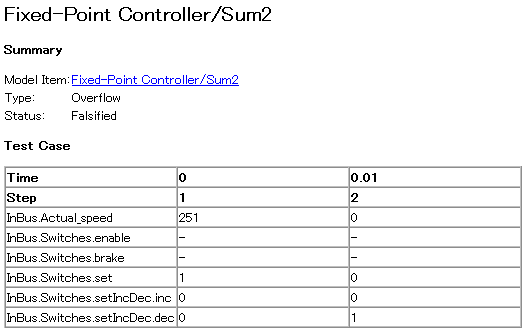 Fixed-Point Controller/Sum2
Summary
Model Item: Fixed-Point Controller/Sum2
Type: Overflow
Status: Falsified
Test Case
Time 0 0.01
Step 1 2
InBus.Actual_speed 251 0
InBus.Switches.enable - -
InBus.Switches.brake - -
InBus.Switches.set 1 0
InBus.Switches.setIncDec.inc 0 0
InBus.Switches.setIncDec.dec 0 1